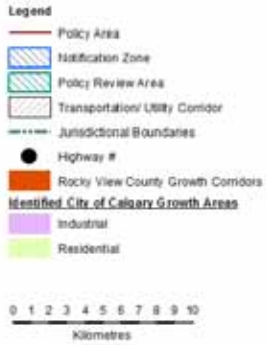 Legend
Policy Area
Notification Zone
Policy Review Area
Transportation/ Utility Corridor
Jurisdictional Boundaries
Highway #
Rocky View County Growth Corridors
Identified City of Calgary Growth Areas
Industrial
Residential
0 1 2 3 4 5 6 7 8 9 10
Kilometres